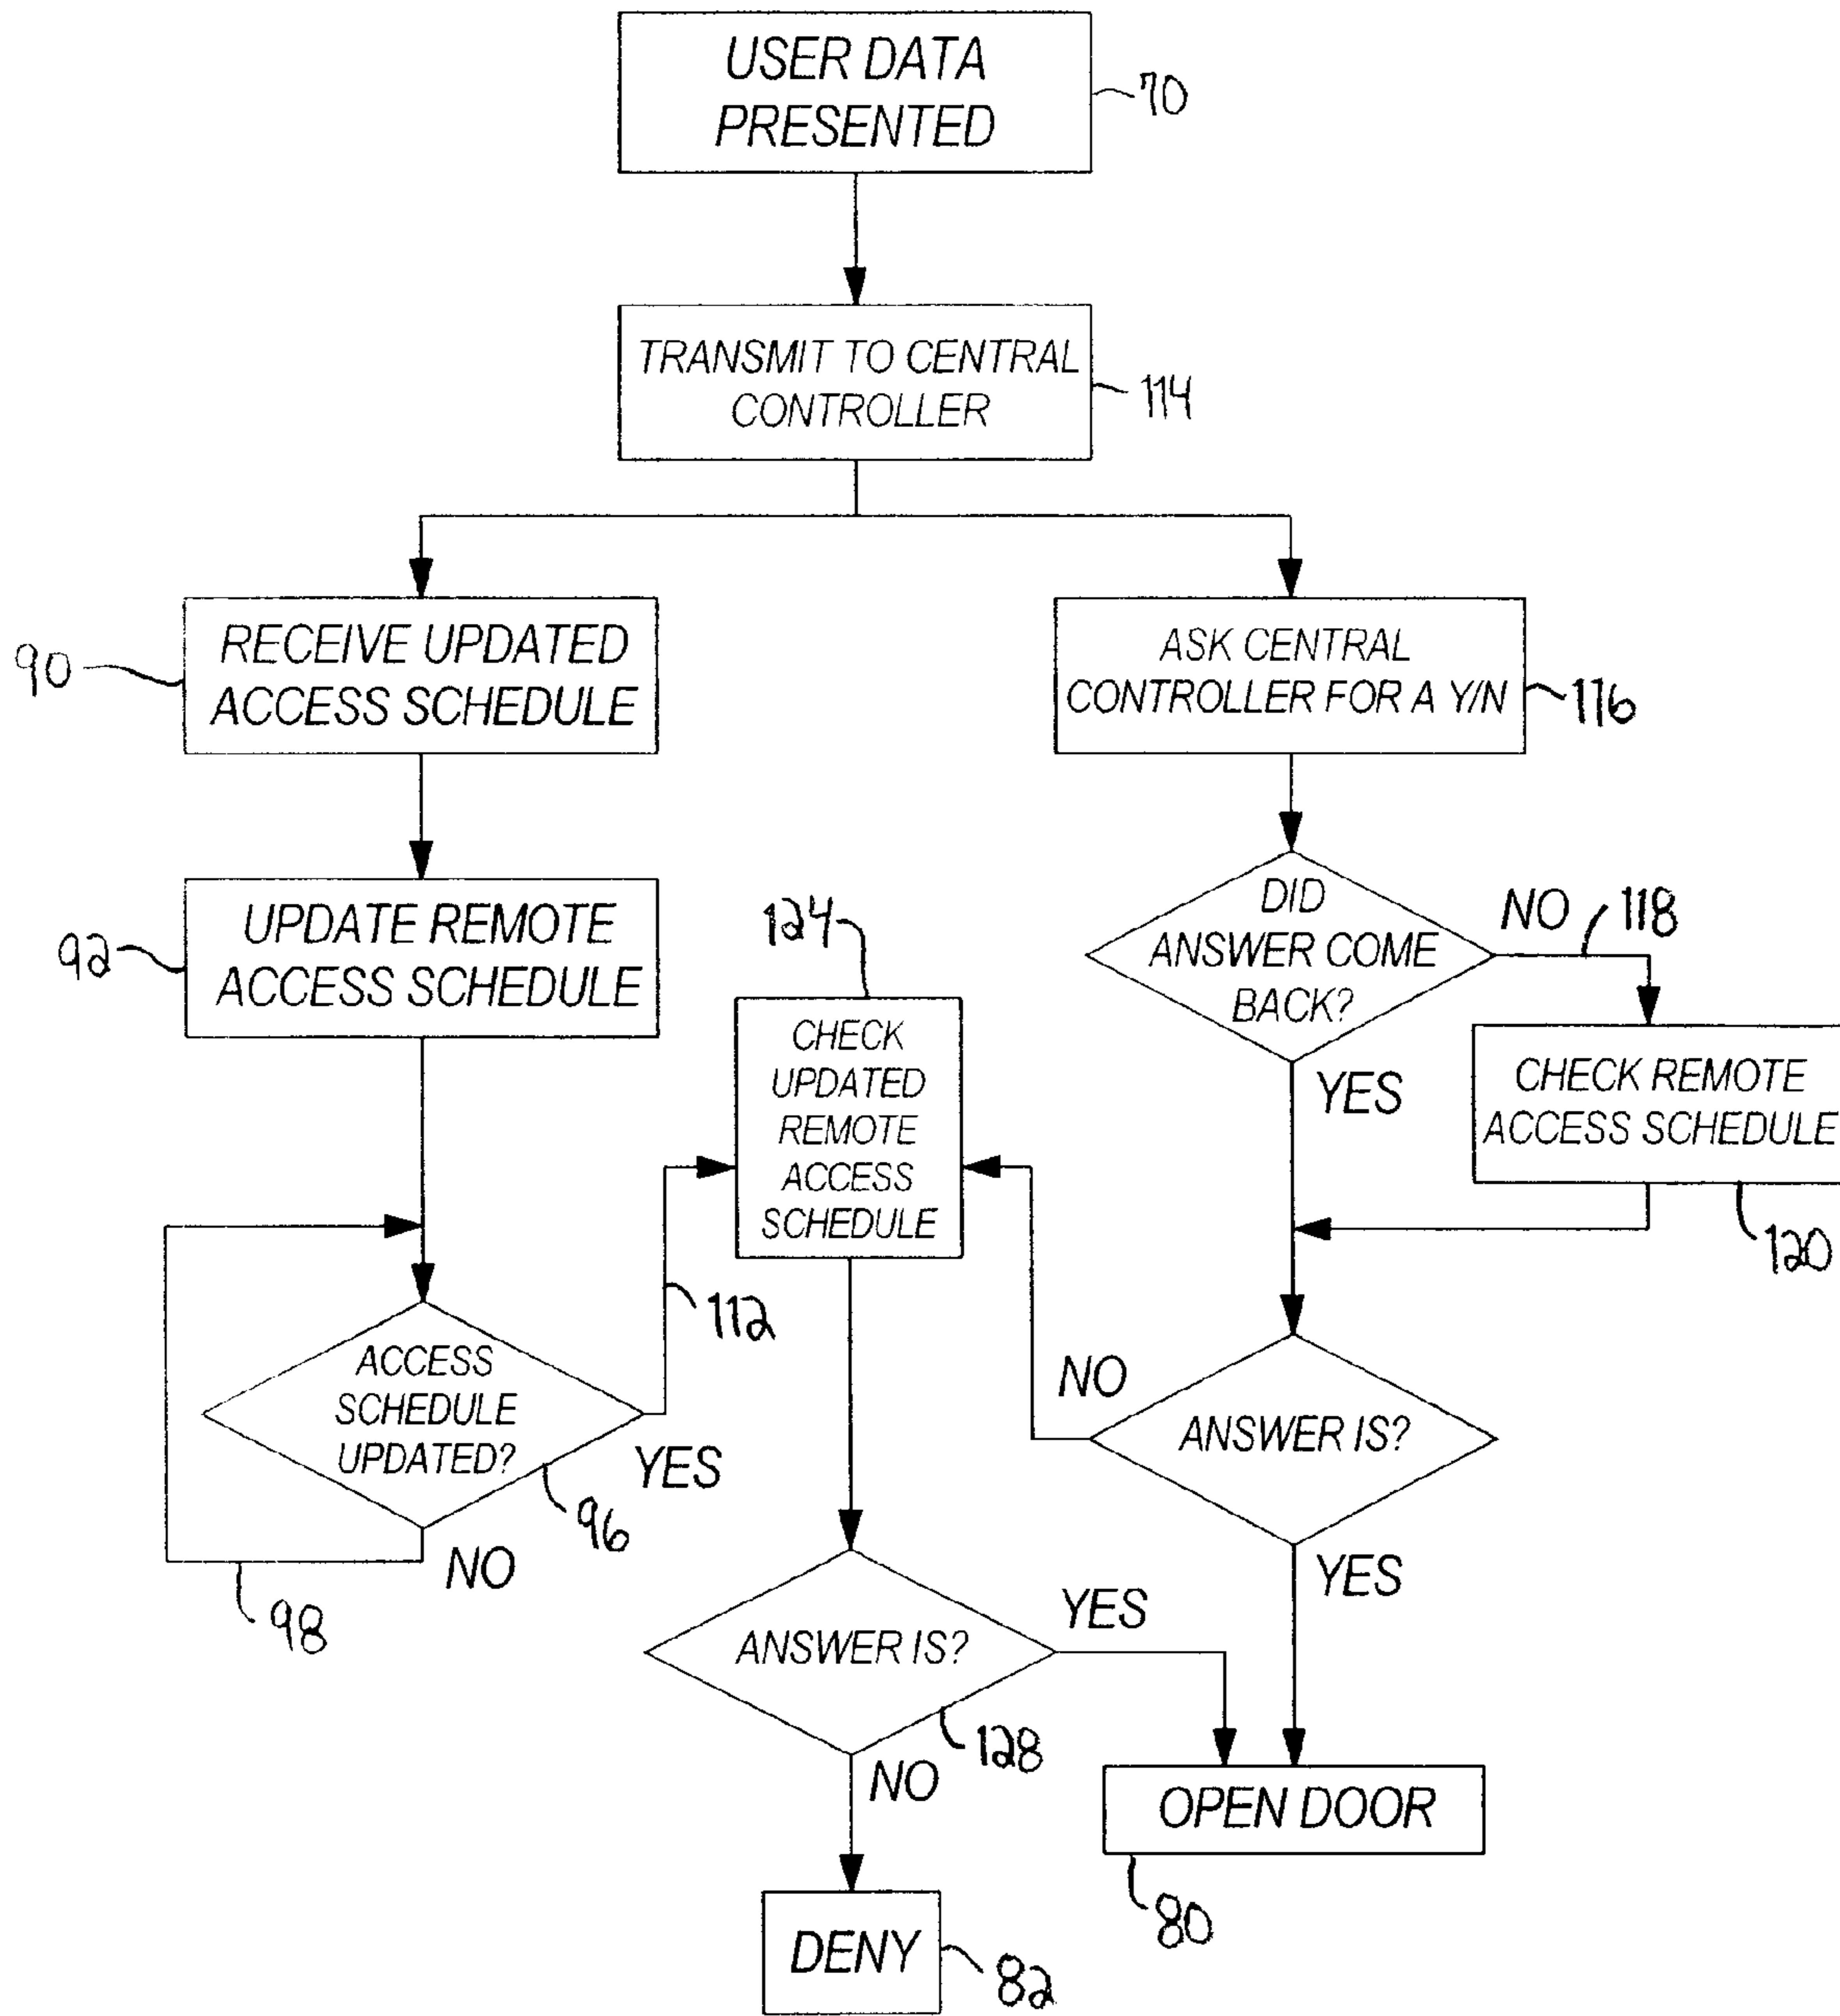 USER DATA
PRESENTED
70
TRANSMIT TO CENTRAL
CONTROLLER
114
RECEIVE UPDATED
ACCESS SCHEDULE
90
ASK CENTRAL
CONTROLLER FOR A Y/N
116
UPDATE REMOTE
ACCESS SCHEDULE
92
DID
ANSWER COME
BACK?
NO
118
YES
124
CHECK
UPDATED
REMOTE
ACCESS
SCHEDULE
CHECK REMOTE
ACCESS SCHEDULE
120
112
ACCESS
SCHEDULE
UPDATED?
YES
96
NO
98
NO
ANSWER IS?
YES
ANSWER IS?
YES
128
NO
OPEN DOOR
80
DENY
82